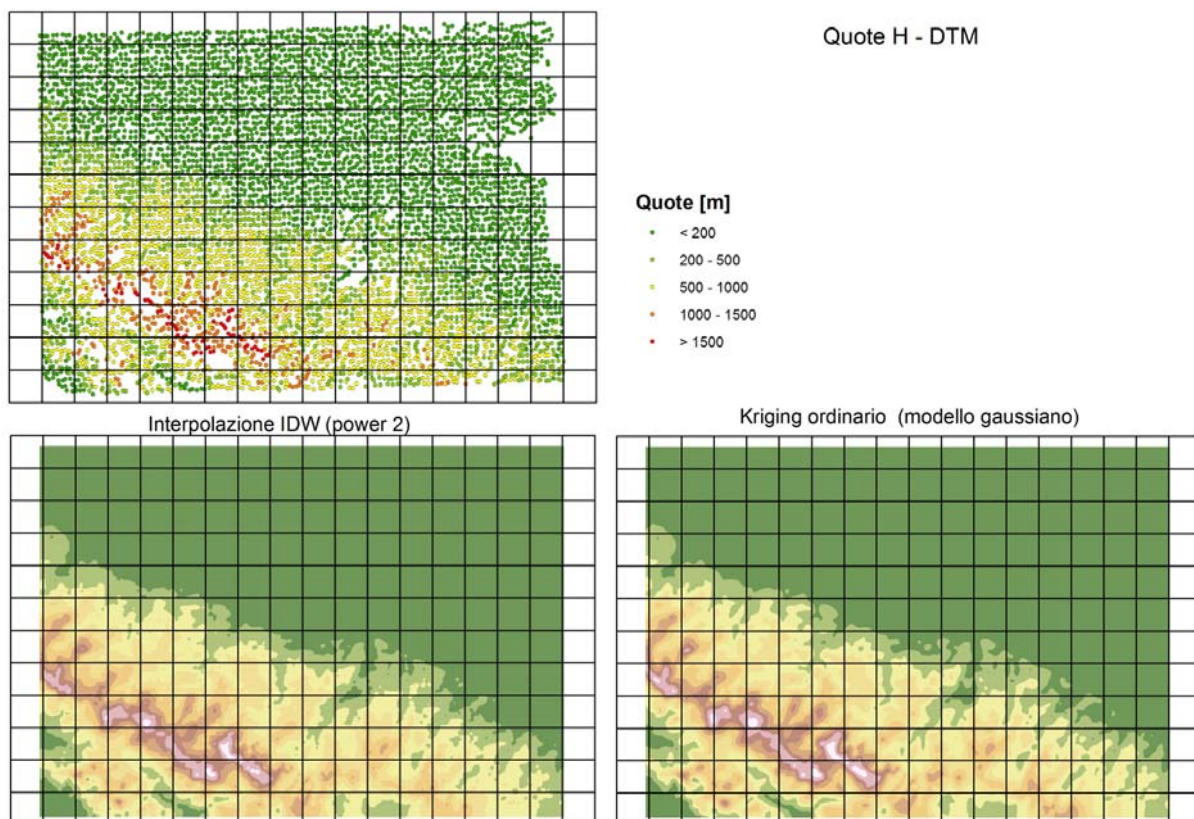 Quote H - DTM
Quote [m]
< 200
200 - 500
500 - 1000
1000 - 1500
> 1500
Interpolazione IDW (power 2)
Kriging ordinario (modello gaussiano)